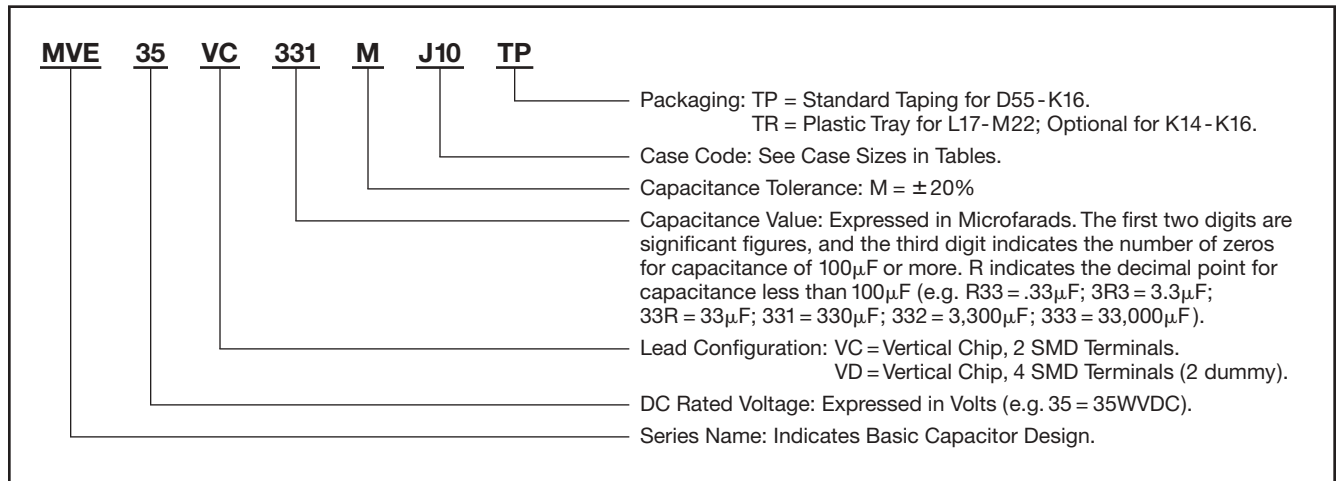 MVE 35 VC 331 M J10 TP
Packaging: TP = Standard Taping for D55-K16.
TR = Plastic Tray for L17-M22; Optional for K14-K16.
Case Code: See Case Sizes in Tables.
Capacitance Tolerance: M = ±20%
Capacitance Value: Expressed in Microfarads. The first two digits are
significant figures, and the third digit indicates the number of zeros
for capacitance of 100μF or more. R indicates the decimal point for
capacitance less than 100μF (e.g. R33 = .33μF; 3R3 = 3.3μF;
33R = 33μF; 331 = 330μF; 332 = 3,300μF; 333 = 33,000μF).
Lead Configuration: VC = Vertical Chip, 2 SMD Terminals.
VD = Vertical Chip, 4 SMD Terminals (2 dummy).
DC Rated Voltage: Expressed in Volts (e.g. 35 = 35WVDC).
Series Name: Indicates Basic Capacitor Design.